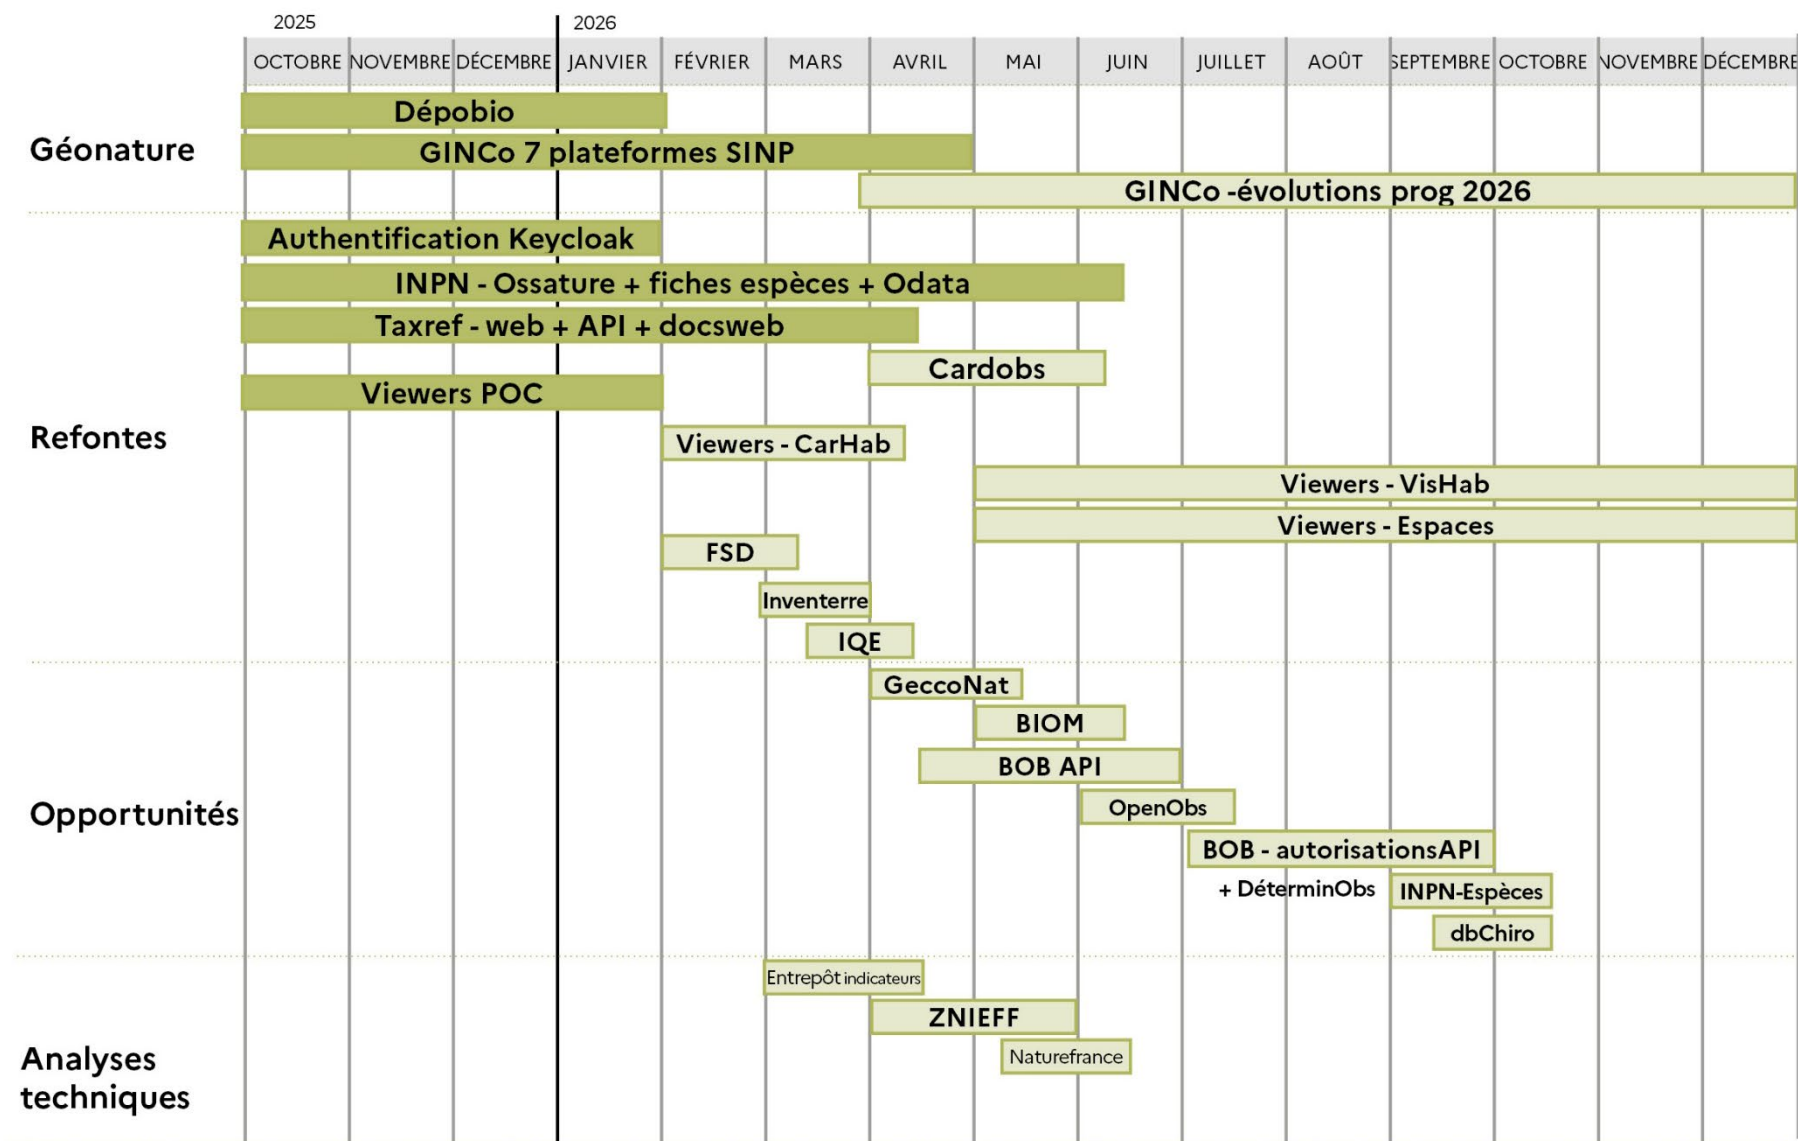 2025
2026
OCTOBRE NOVEMBRE DÉCEMBRE JANVIER FÉVRIER MARS AVRIL MAI JUIN JUILLET AOÛT SEPTEMBRE OCTOBRE NOVEMBRE DÉCEMBRE
Géonature
Dépobio
GINCo 7 plateformes SINP
GINCo -évolutions prog 2026
Refontes
Authentification Keycloak
INPN - Ossature + fiches espèces + Odata
Taxref - web + API + docsweb
Cardobs
Viewers POC
Viewers - CarHab
Viewers - VisHab
Viewers - Espaces
FSD
Inventerre
IQE
Opportunités
GeccoNat
BIOM
BOB API
OpenObs
BOB - autorisationsAPI
+ DéterminObs
INPN-Espèces
dbChiro
Analyses
techniques
Entrepôt indicateurs
ZNIEFF
Naturefrance